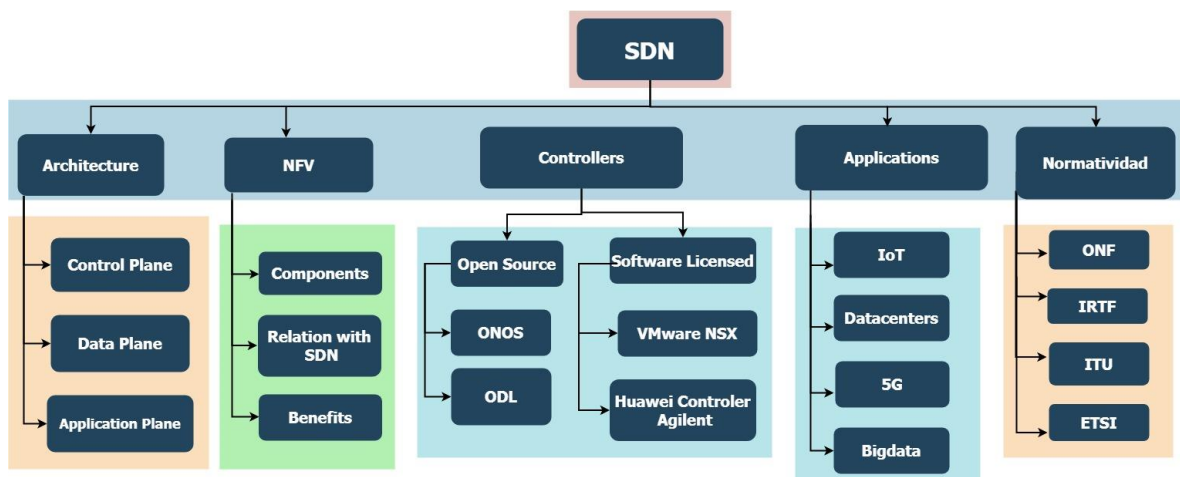 SDN
Architecture
NFV
Controllers
Applications
Normatividad
Control Plane
Data Plane
Application Plane
Components
Relation with
SDN
Benefits
Open Source
ONOS
ODL
Software Licensed
VMware NSX
Huawei Controler
Agilent
IoT
Datacenters
5G
Bigdata
ONF
IRTF
ITU
ETSI